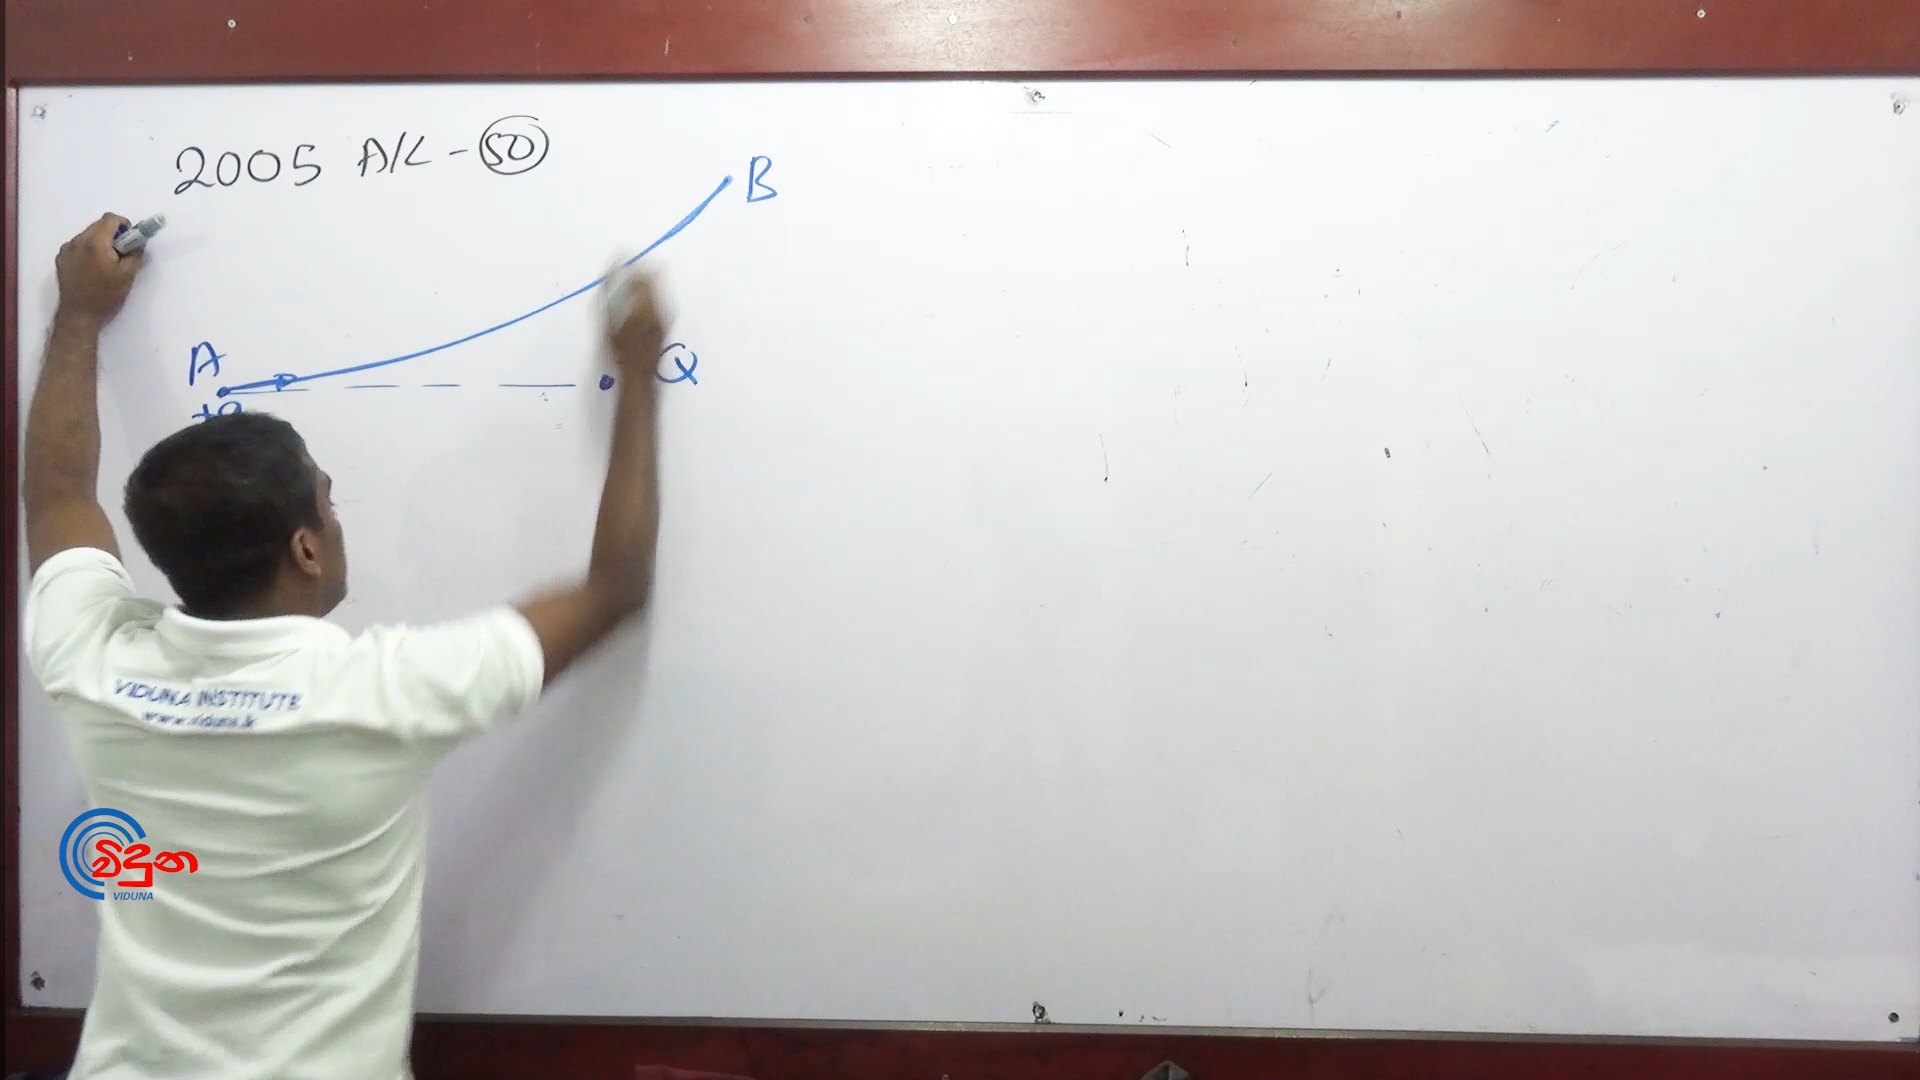 2005 A/L - 50
B
A
Q
+q
VIDUNA INSTITUTE
www.viduna.lk
විදුන
VIDUNA